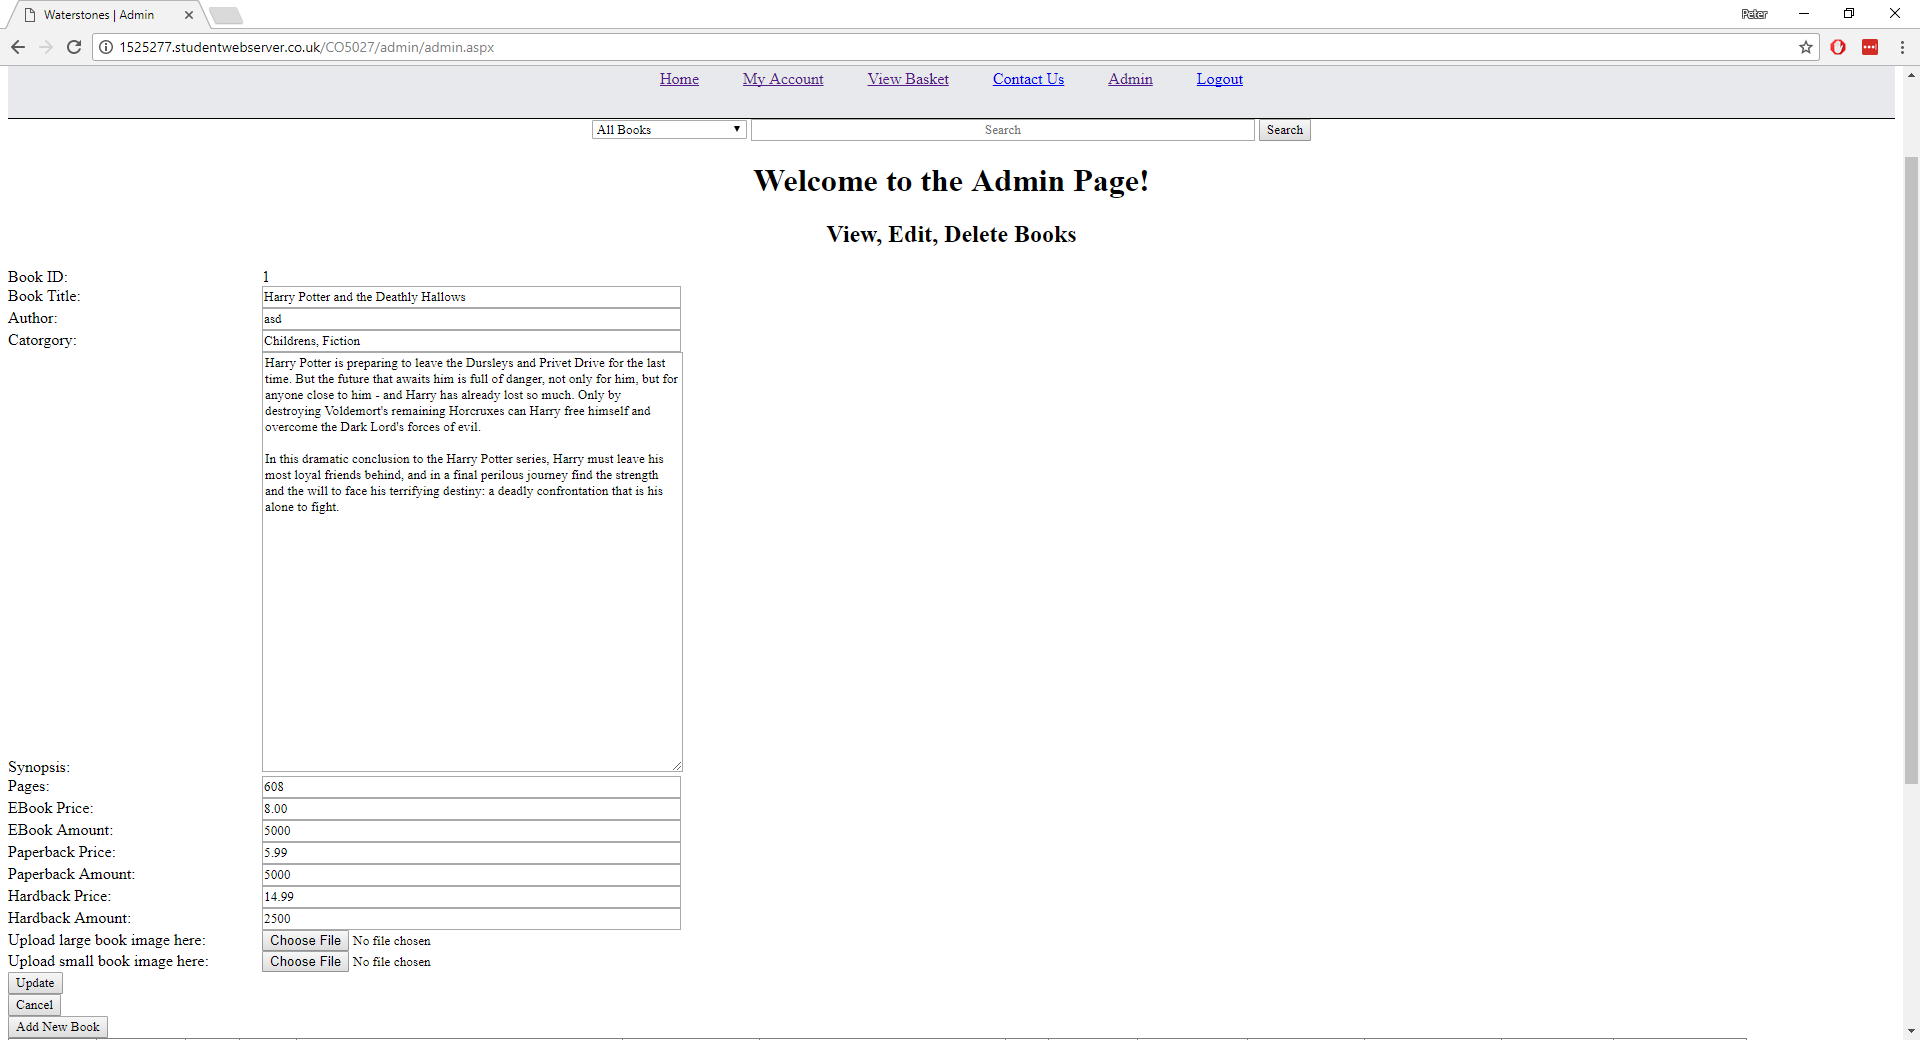 Waterstones | Admin
Peter
1525277.studentwebserver.co.uk/CO5027/admin/admin.aspx
Home My Account View Basket Contact Us Admin Logout
All Books Search Search
Welcome to the Admin Page!
View, Edit, Delete Books
Book ID: 1
Book Title: Harry Potter and the Deathly Hallows
Author: asd
Catorgory: Childrens, Fiction
Harry Potter is preparing to leave the Dursleys and Privet Drive for the last
time. But the future that awaits him is full of danger, not only for him, but for
anyone close to him - and Harry has already lost so much. Only by
destroying Voldemort's remaining Horcruxes can Harry free himself and
overcome the Dark Lord's forces of evil.
In this dramatic conclusion to the Harry Potter series, Harry must leave his
most loyal friends behind, and in a final perilous journey find the strength
and the will to face his terrifying destiny: a deadly confrontation that is his
alone to fight.
Synopsis:
Pages: 608
EBook Price: 8.00
EBook Amount: 5000
Paperback Price: 5.99
Paperback Amount: 5000
Hardback Price: 14.99
Hardback Amount: 2500
Upload large book image here: Choose File No file chosen
Upload small book image here: Choose File No file chosen
Update
Cancel
Add New Book